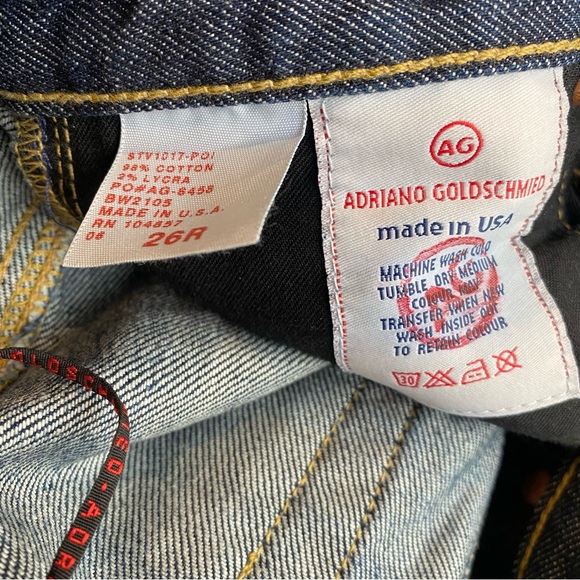 STV1017-POI
98% COTTON
2% LYCRA
PO#AG-8458
BW2105
MADE IN U.S.A.
RN 104657
08 26R
AG
ADRIANO GOLDSCHMIED
made in USA
MACHINE WASH COLD
TUMBLE DRY MEDIUM
COLOUR MAY
TRANSFER WHEN NEW
WASH INSIDE OUT
TO RETAIN COLOUR
30